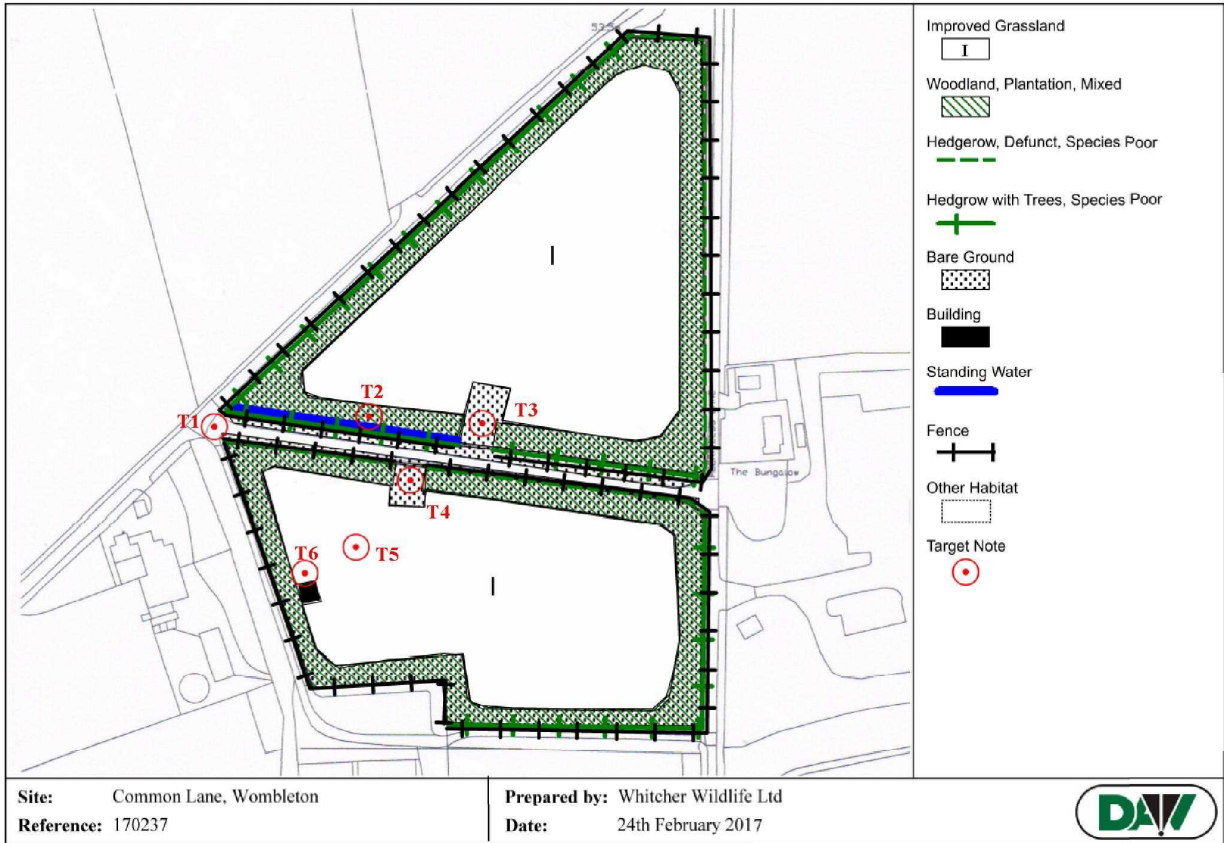 53.5
I
T1
T2
T3
The Bungalow
T4
T5
T6
I
Improved Grassland
I
Woodland, Plantation, Mixed
Hedgerow, Defunct, Species Poor
Hedgrow with Trees, Species Poor
Bare Ground
Building
Standing Water
Fence
Other Habitat
Target Note
Site: Common Lane, Wombleton
Reference: 170237
Prepared by: Whitcher Wildlife Ltd
Date: 24th February 2017